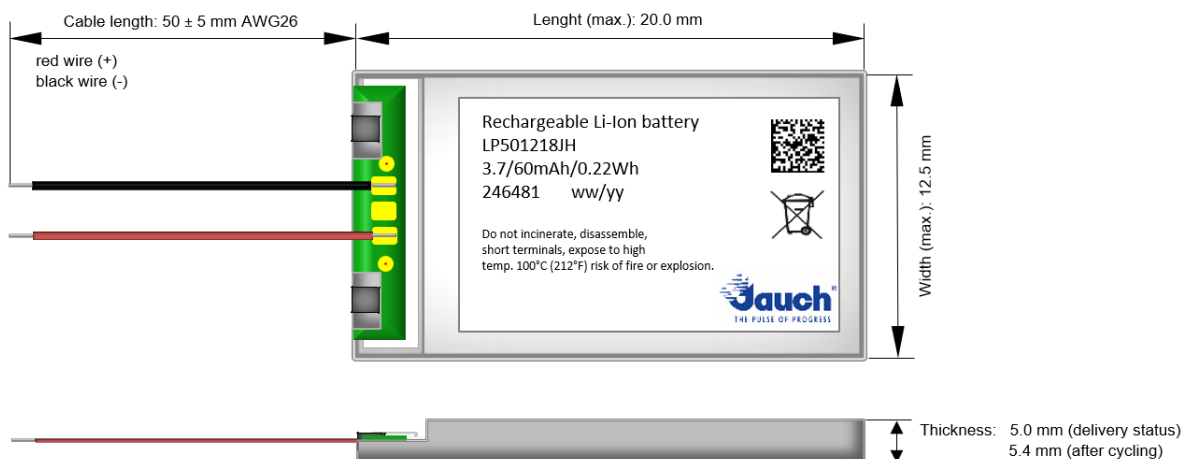 Cable length: 50 ± 5 mm AWG26
Lenght (max.): 20.0 mm
red wire (+)
black wire (-)
Rechargeable Li-Ion battery
LP501218JH
3.7/60mAh/0.22Wh
246481 ww/yy
Do not incinerate, disassemble,
short terminals, expose to high
temp. 100°C (212°F) risk of fire or explosion.
Jauch®
THE PULSE OF PROGRESS
Width (max.): 12.5 mm
Thickness: 5.0 mm (delivery status)
5.4 mm (after cycling)